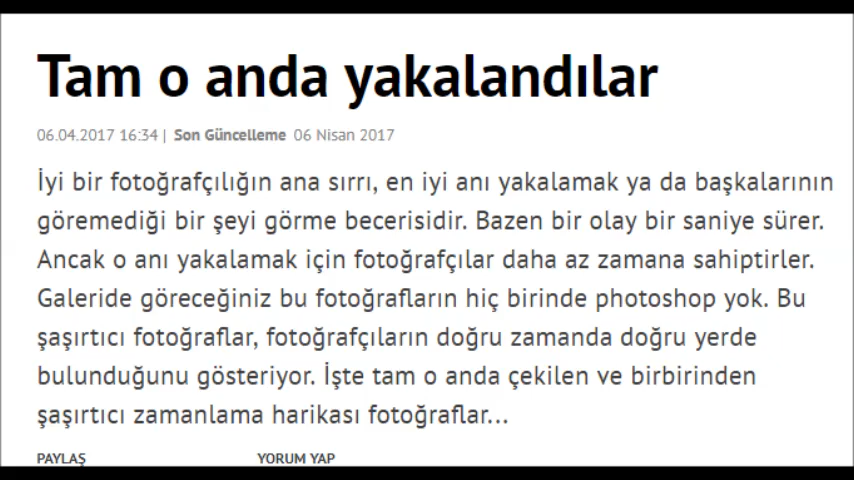 Tam o anda yakalandılar
06.04.2017 16:34 | Son Güncelleme 06 Nisan 2017
İyi bir fotoğrafçılığın ana sırrı, en iyi anı yakalamak ya da başkalarının
göremediği bir şeyi görme becerisidir. Bazen bir olay bir saniye sürer.
Ancak o anı yakalamak için fotoğrafçılar daha az zamana sahiptirler.
Galeride göreceğiniz bu fotoğrafların hiç birinde photoshop yok. Bu
şaşırtıcı fotoğraflar, fotoğrafçıların doğru zamanda doğru yerde
bulunduğunu gösteriyor. İşte tam o anda çekilen ve birbirinden
şaşırtıcı zamanlama harikası fotoğraflar...
PAYLAŞ YORUM YAP